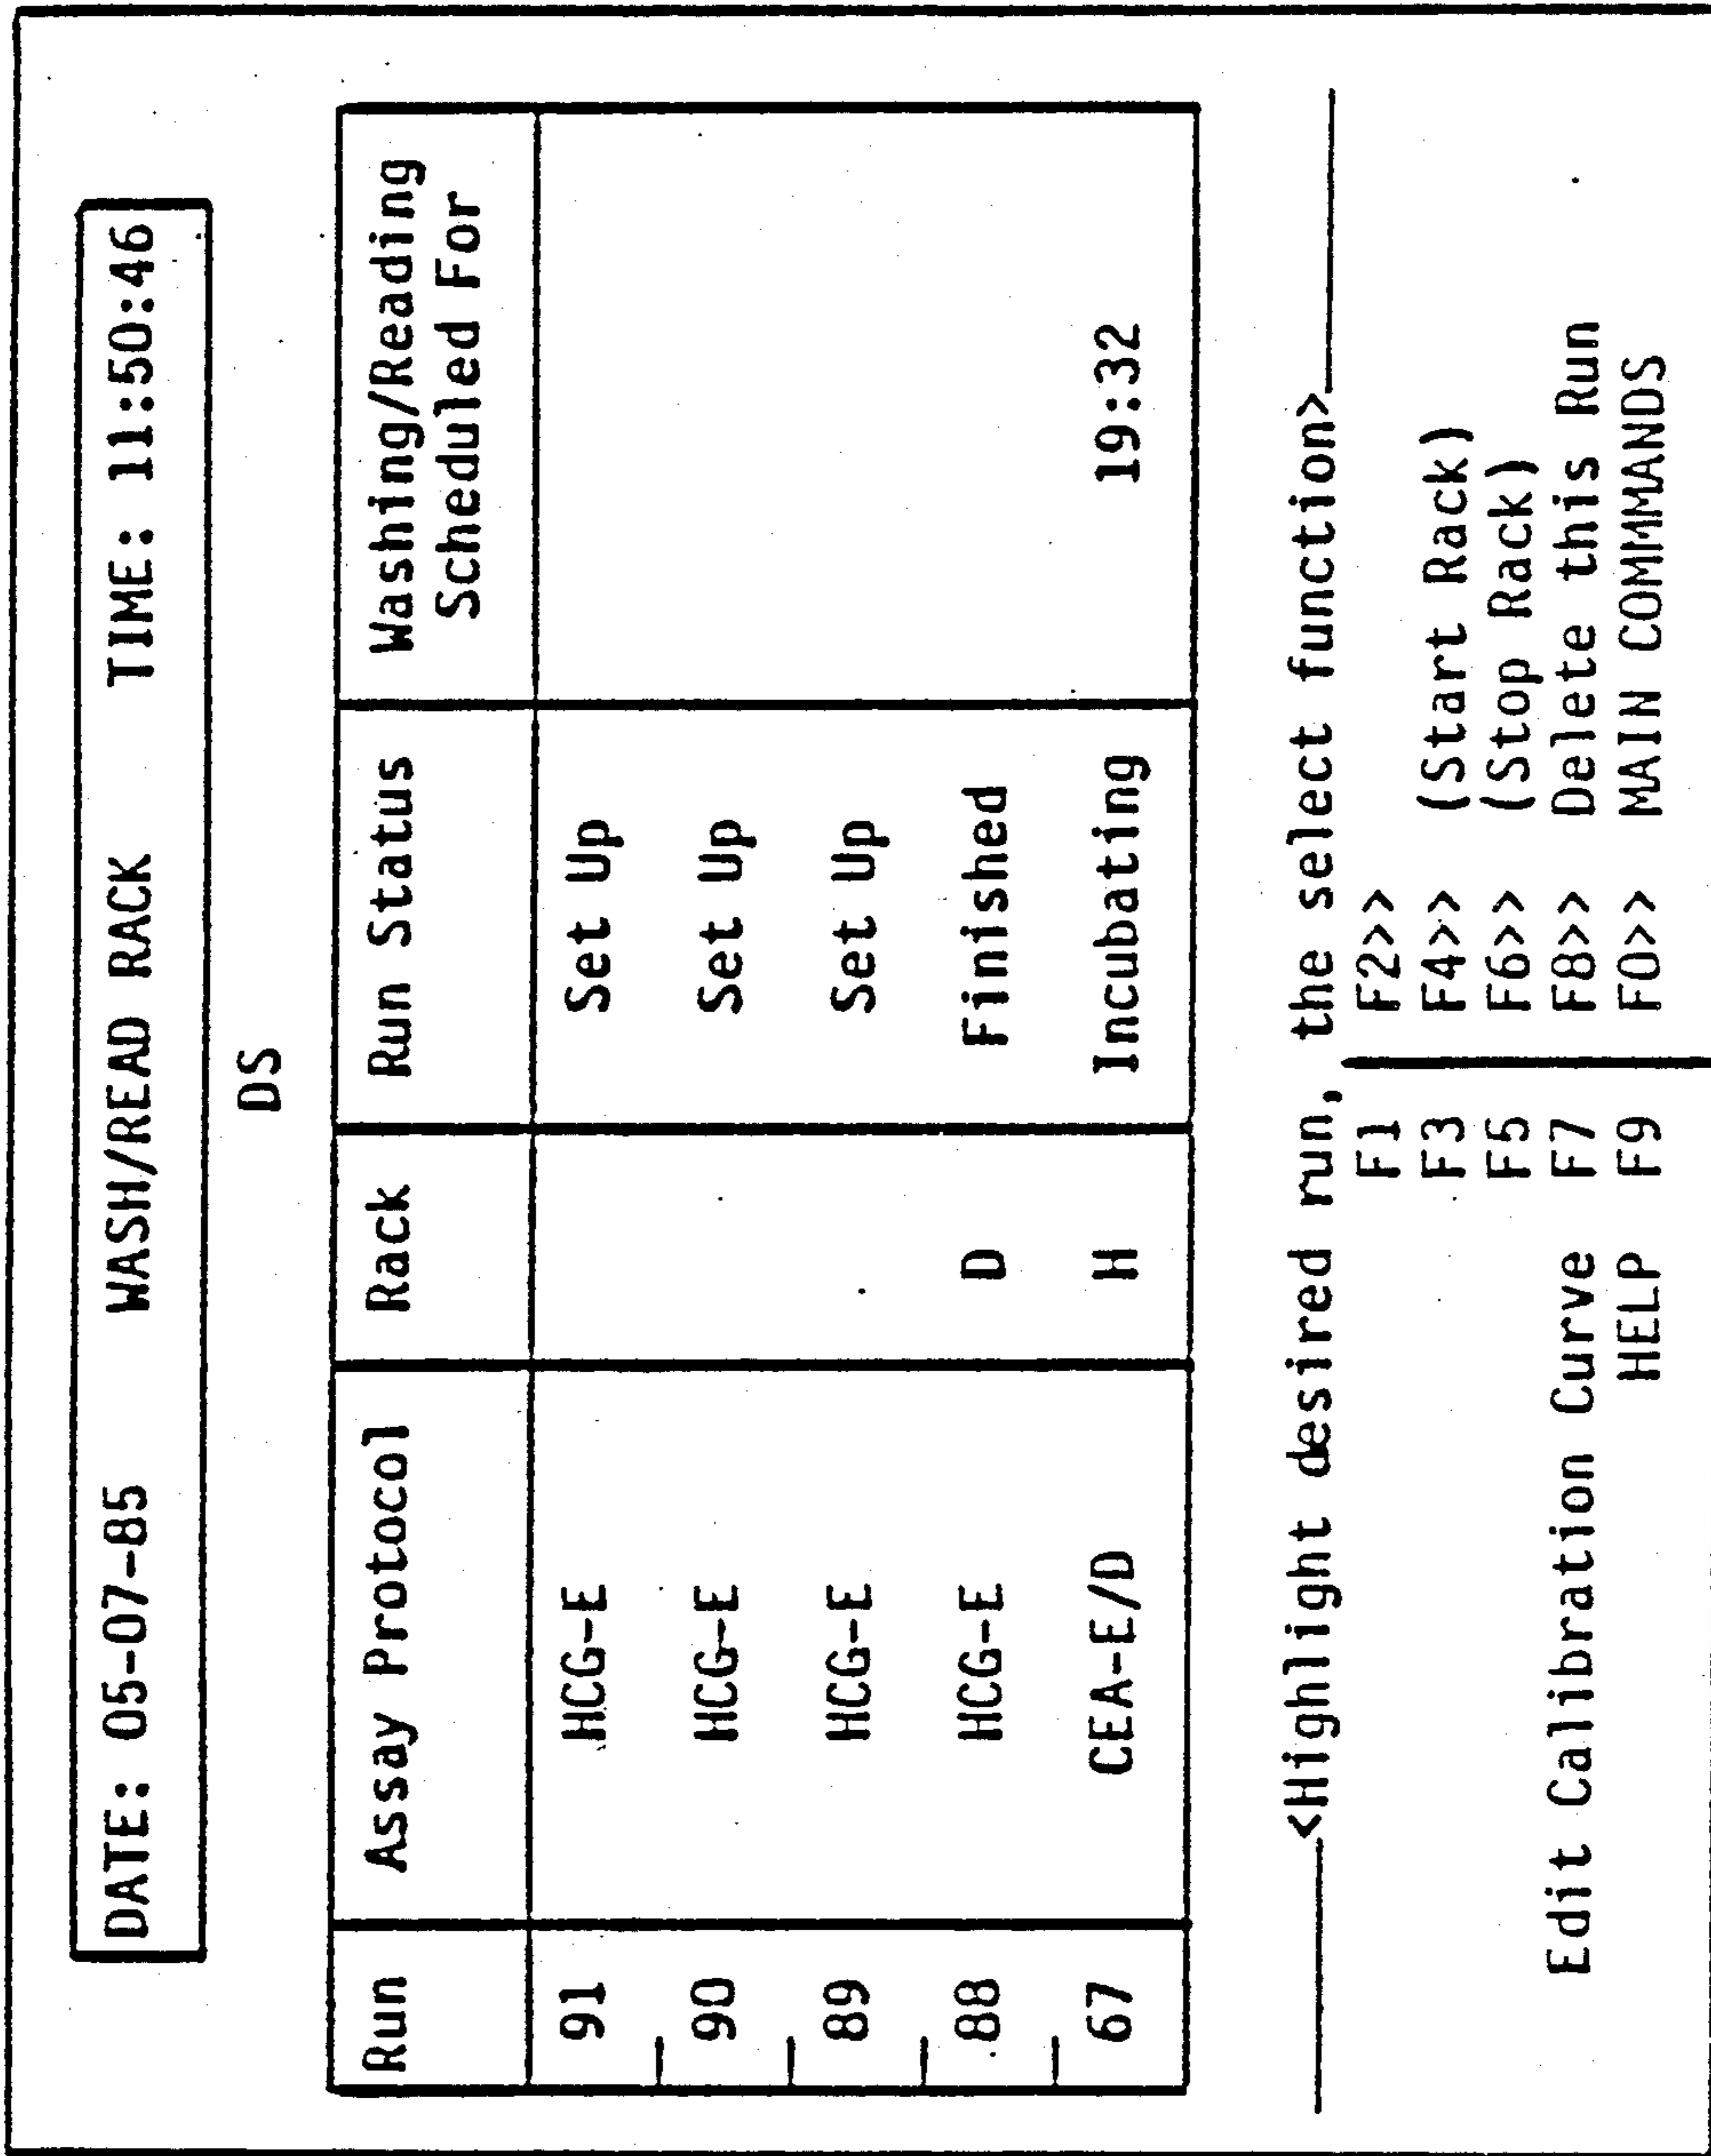 DATE: 05-07-85 WASH/READ RACK TIME: 11:50:46
DS
Run Assay Protocol Rack Run Status Washing/Reading
Scheduled For
91 HCG-E Set Up
90 HCG-E Set Up
89 HCG-E Set Up
88 HCG-E D Finished
67 CEA-E/D H Incubating 19:32
<Highlight desired run, the select function>
F1 F2>>
F3 F4>> (Start Rack)
F5 F6>> (Stop Rack)
Edit Calibration Curve F7 F8>> Delete this Run
HELP F9 F0>> MAIN COMMANDS